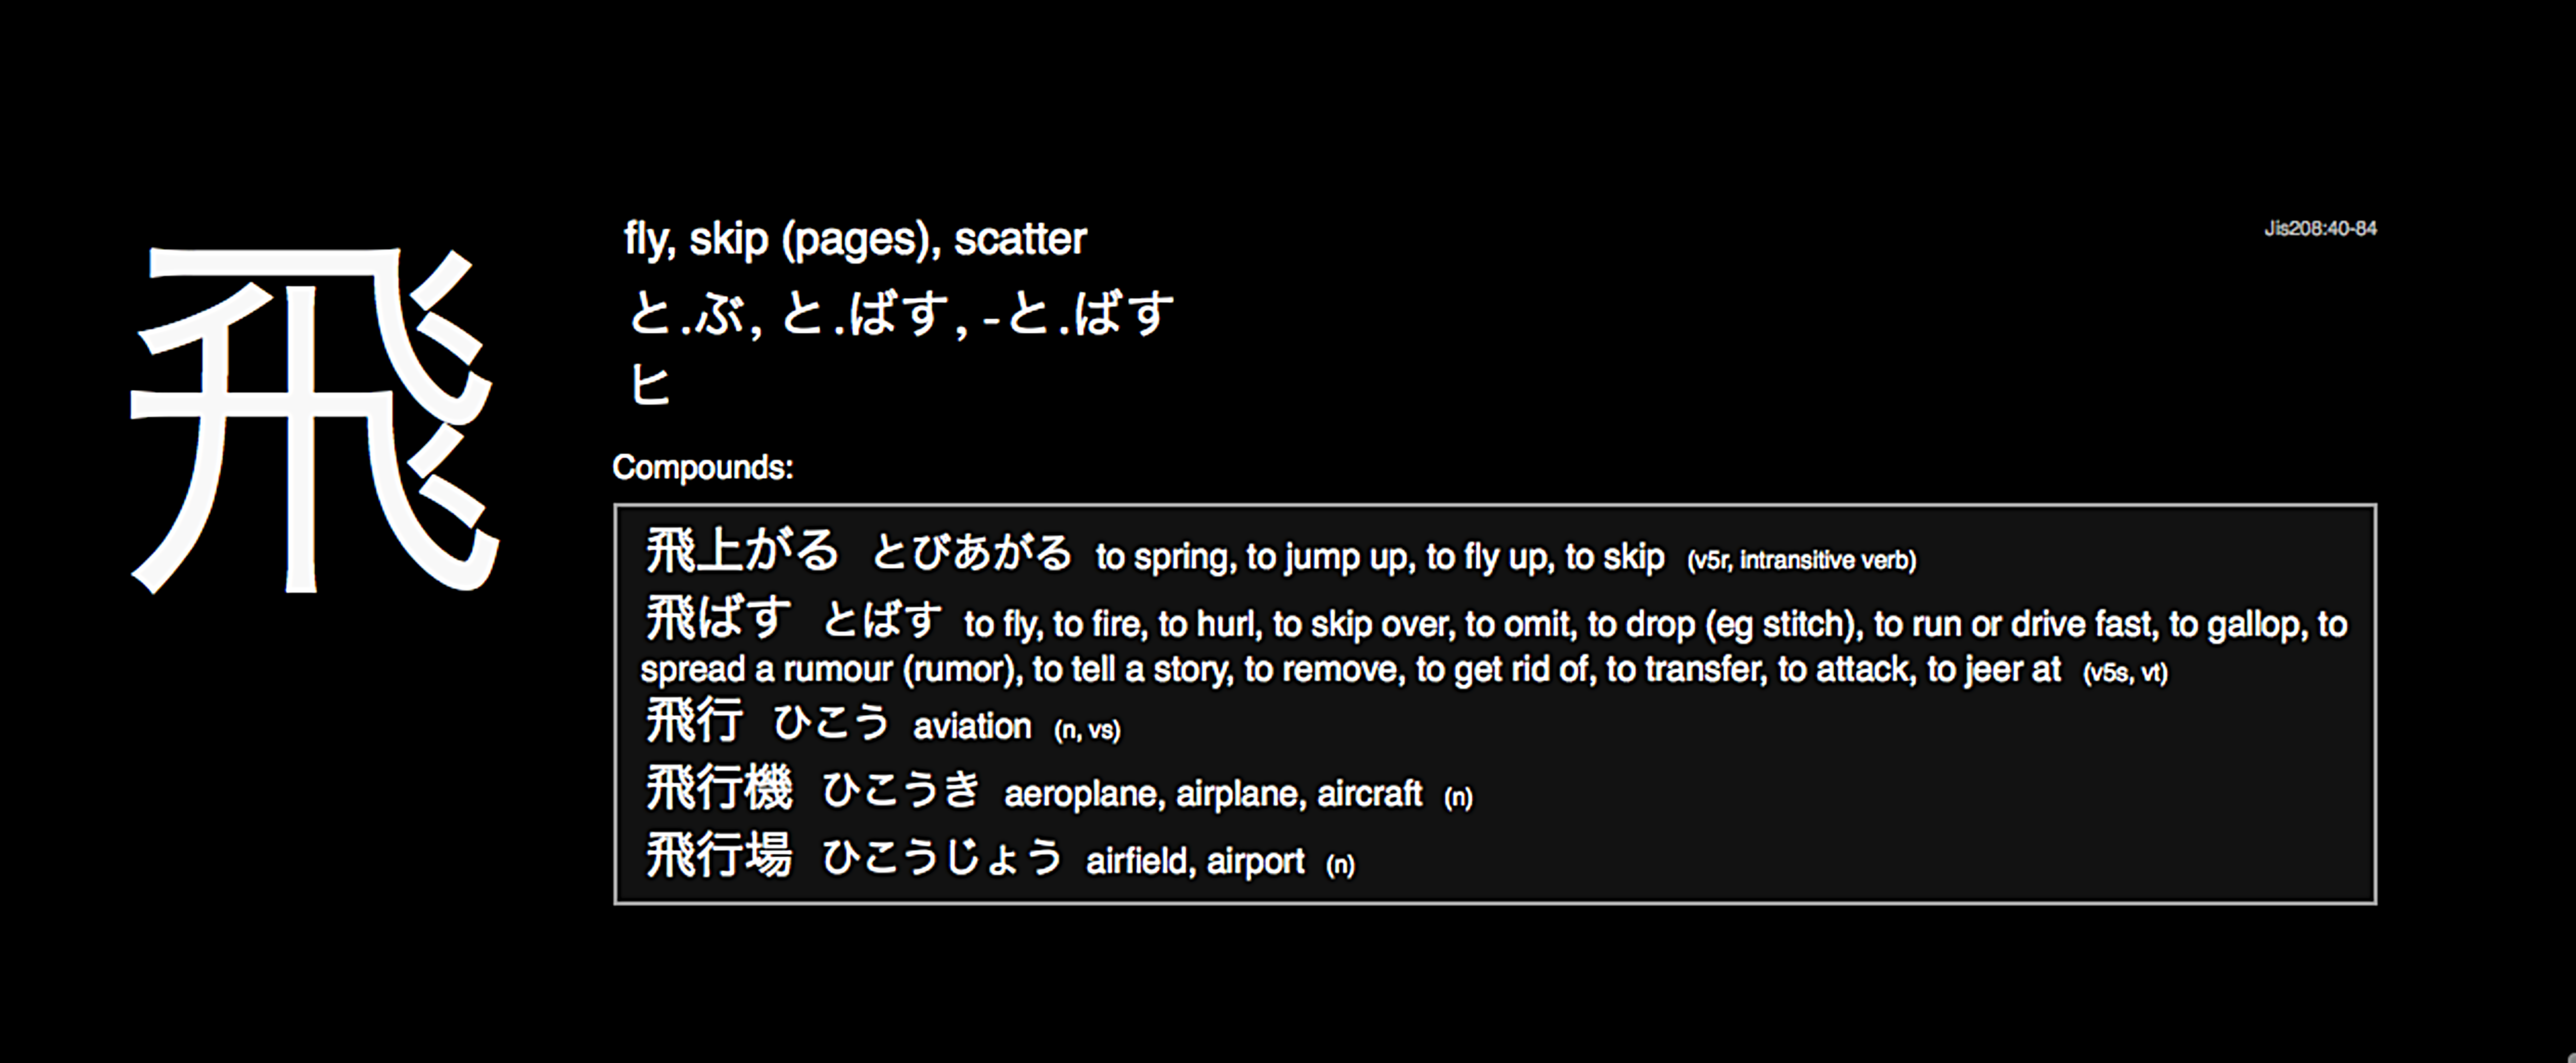 飛
fly, skip (pages), scatter
Jis208:40-84
と.ぶ, と.ばす, -と.ばす
ヒ
Compounds:
飛上がる とびあがる to spring, to jump up, to fly up, to skip (v5r, intransitive verb)
飛ばす とばす to fly, to fire, to hurl, to skip over, to omit, to drop (eg stitch), to run or drive fast, to gallop, to
spread a rumour (rumor), to tell a story, to remove, to get rid of, to transfer, to attack, to jeer at (v5s, vt)
飛行 ひこう aviation (n, vs)
飛行機 ひこうき aeroplane, airplane, aircraft (n)
飛行場 ひこうじょう airfield, airport (n)